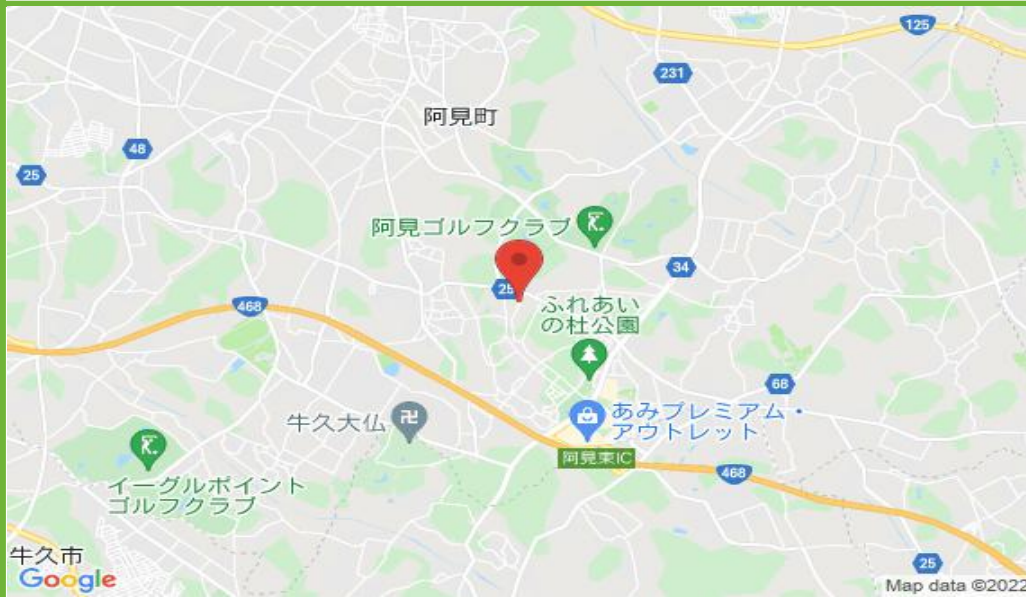 125
231
阿見町
48
25
阿見ゴルフクラブ
34
25
468
ふれあい
の杜公園
68
牛久大仏
卍
あみプレミアム・
アウトレット
阿見東IC
468
イーグルポイント
ゴルフクラブ
牛久市
25
Google
Map data ©2022